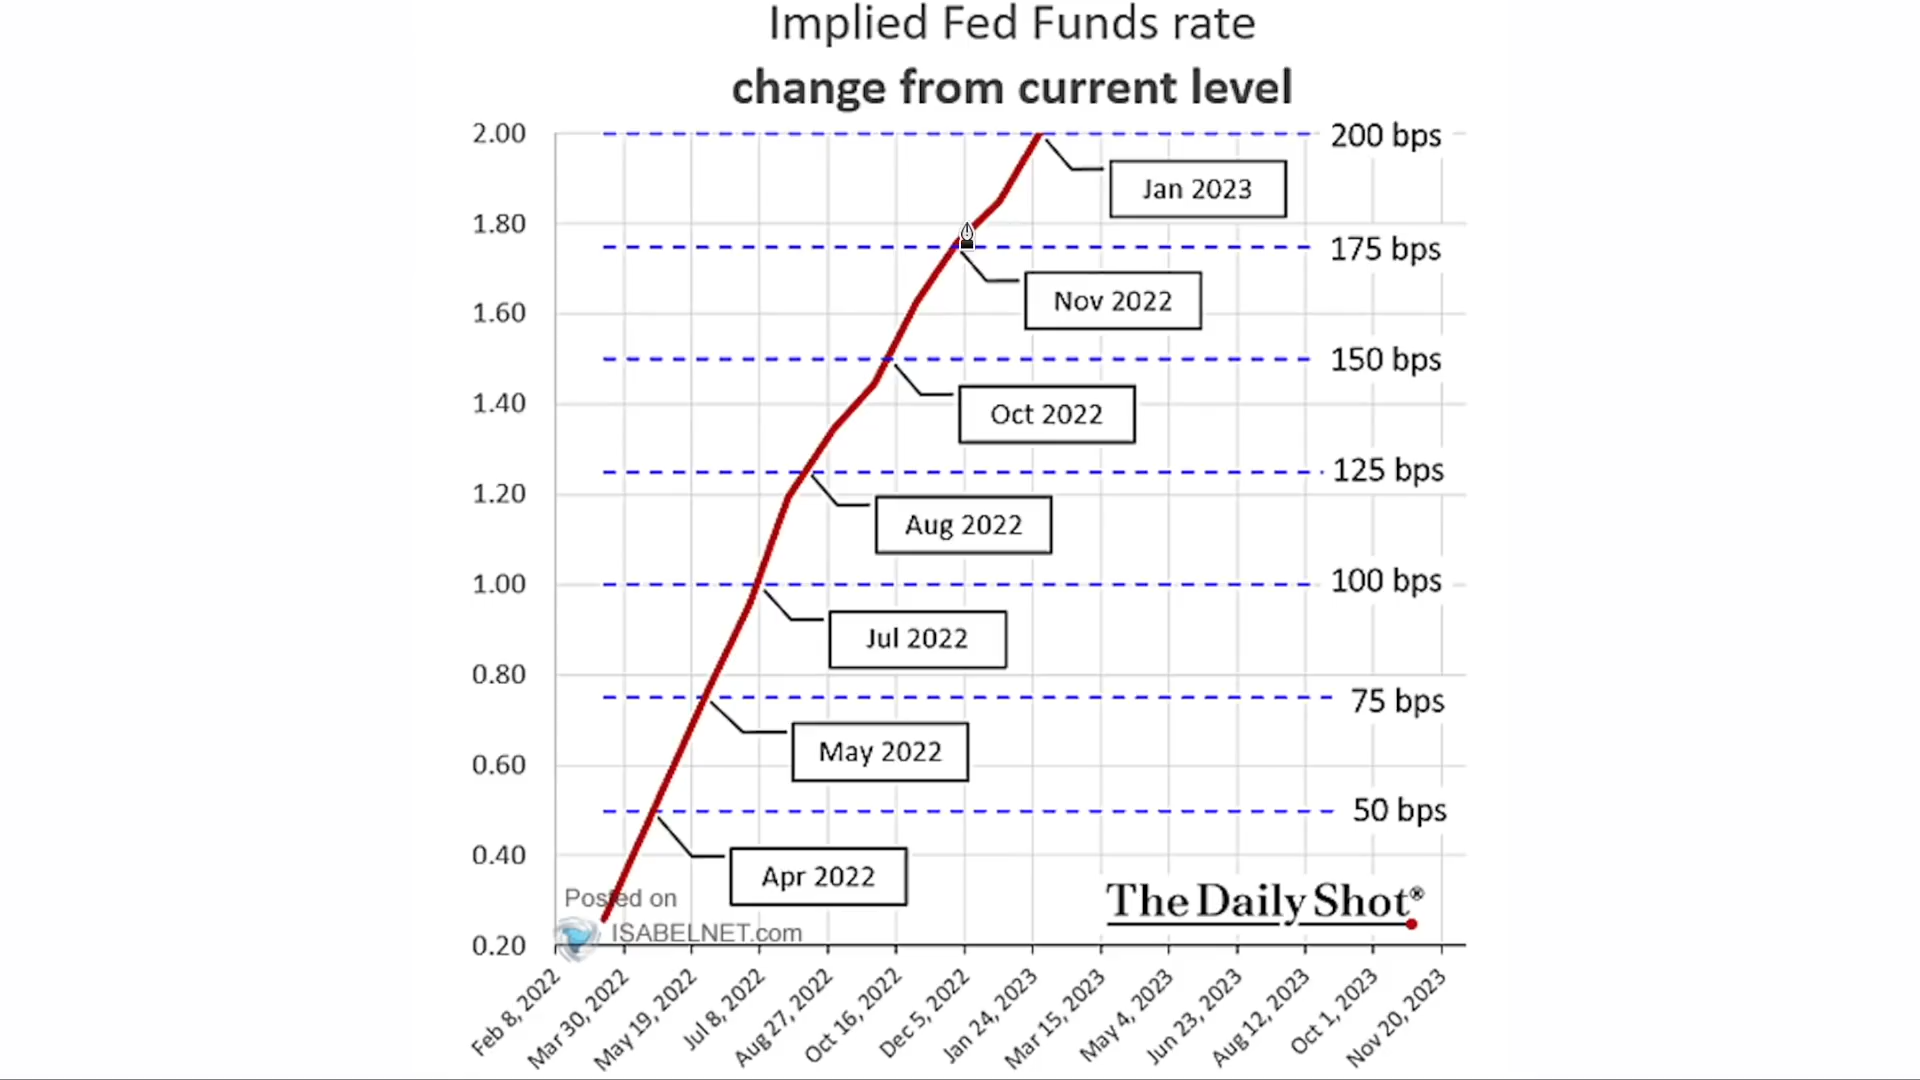 Implied Fed Funds rate
change from current level
2.00
1.80
1.60
1.40
1.20
1.00
0.80
0.60
0.40
0.20
200 bps
175 bps
150 bps
125 bps
100 bps
75 bps
50 bps
Jan 2023
Nov 2022
Oct 2022
Aug 2022
Jul 2022
May 2022
Apr 2022
Posted on
ISABELNET.com
The Daily Shot®
Feb 8, 2022
Mar 30, 2022
May 19, 2022
Jul 8, 2022
Aug 27, 2022
Oct 16, 2022
Dec 5, 2022
Jan 24, 2023
Mar 15, 2023
May 4, 2023
Jun 23, 2023
Aug 12, 2023
Oct 1, 2023
Nov 20, 2023